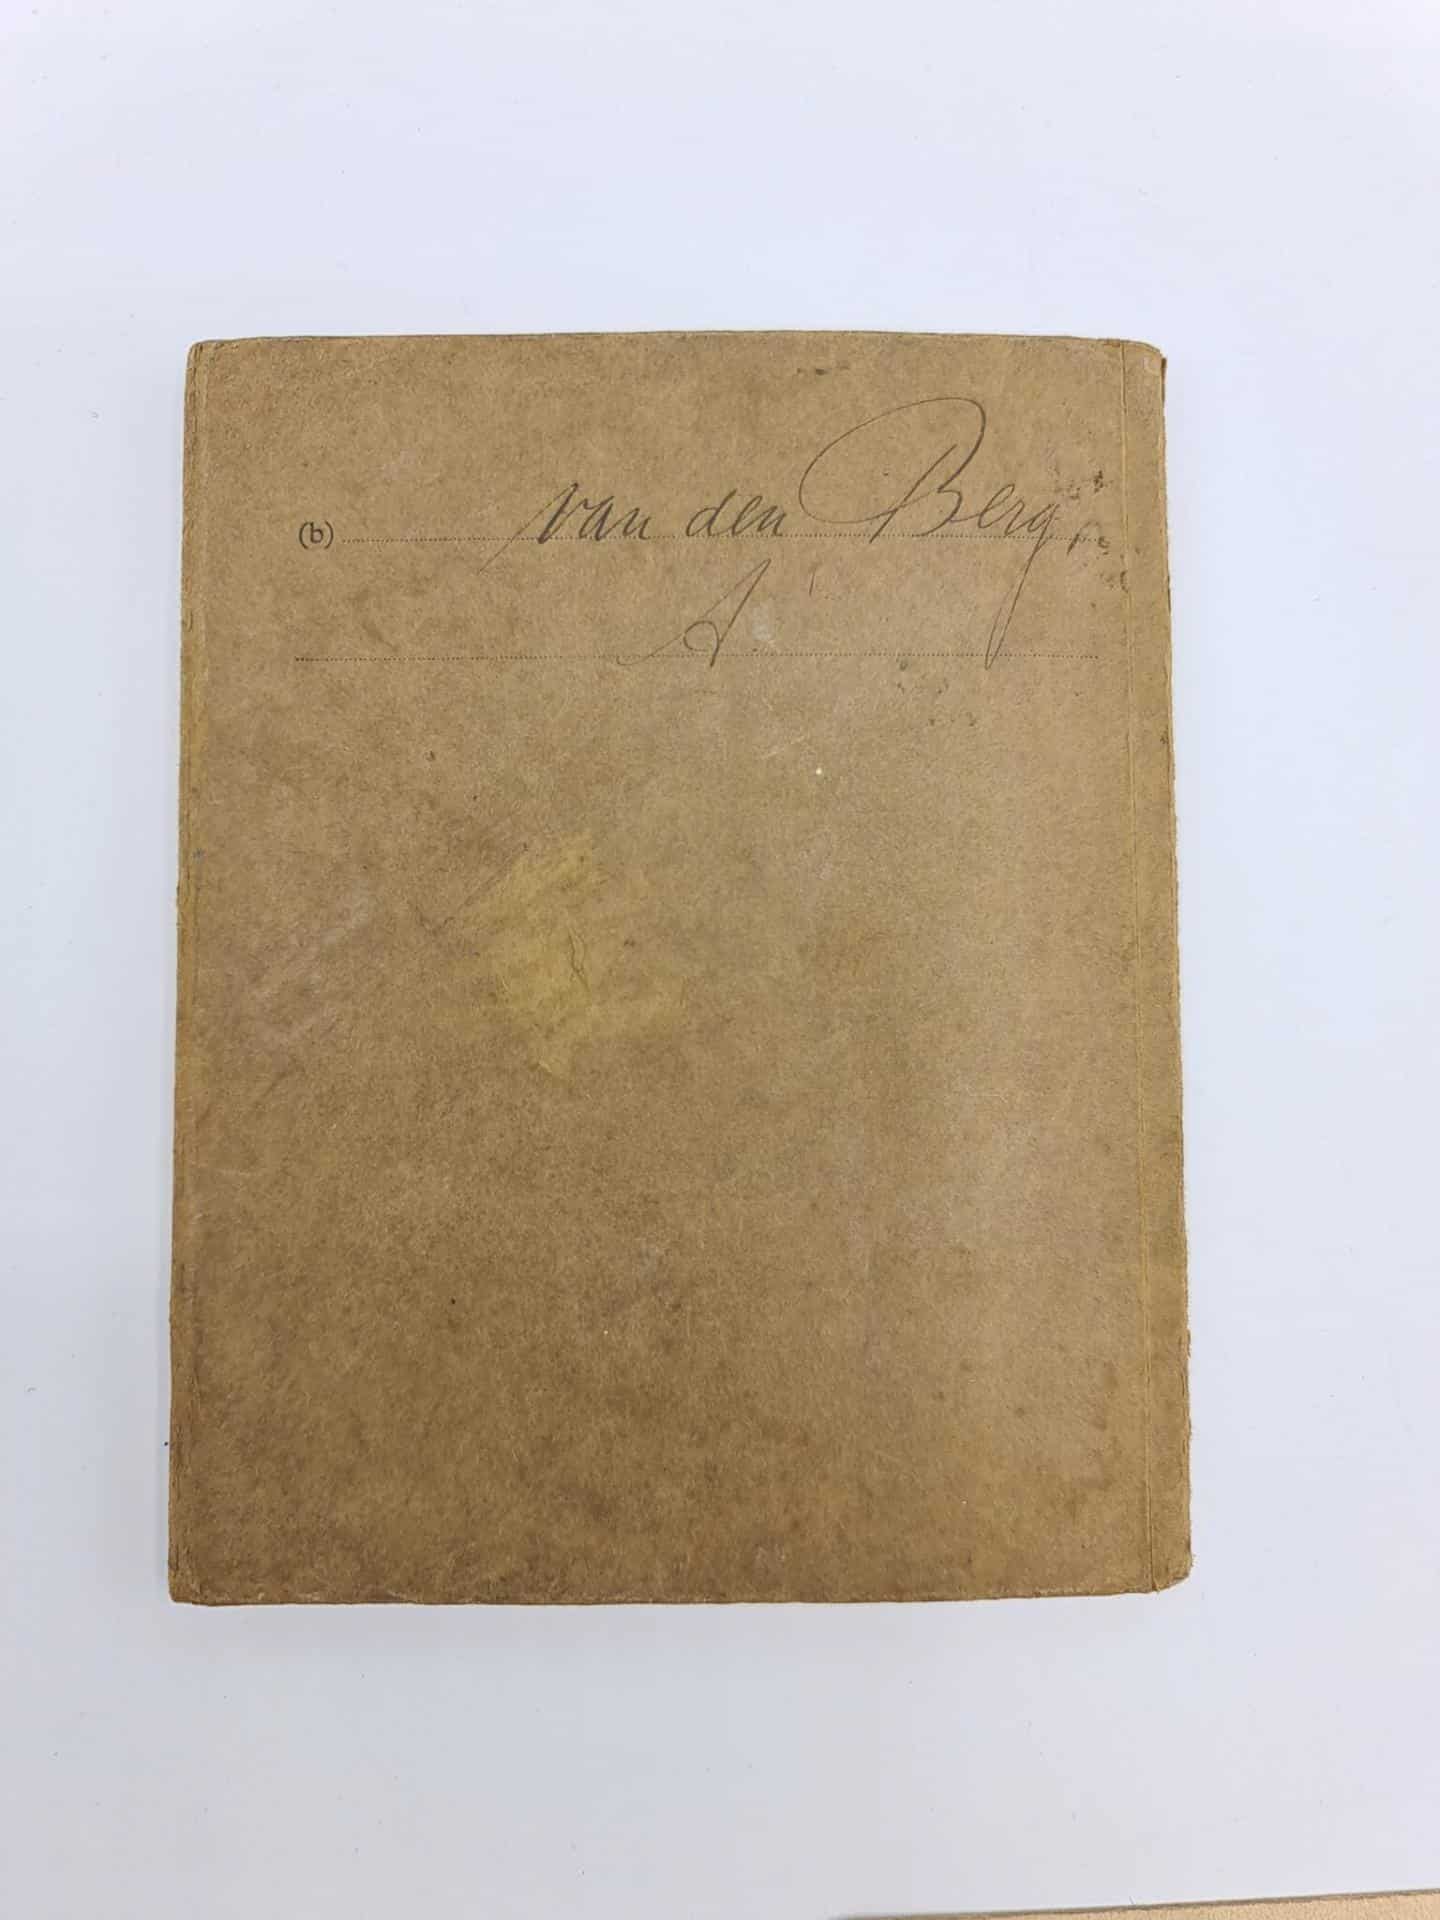 (b) van den Berg,
A.